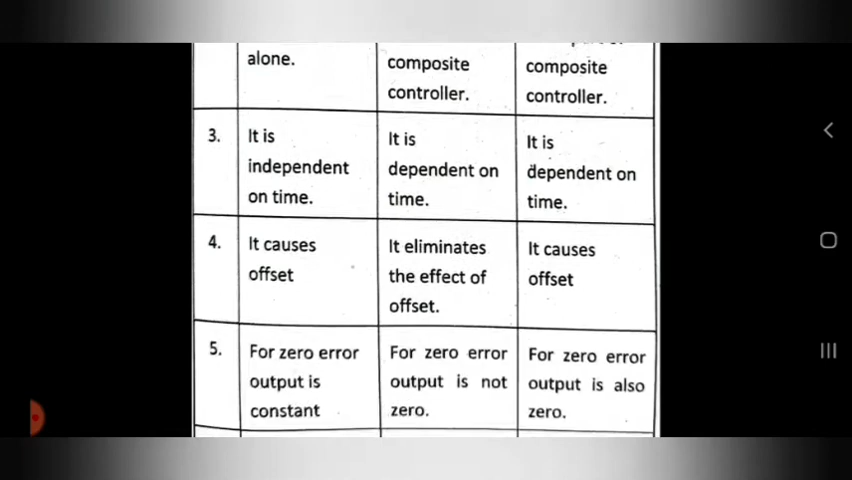 alone.
composite
controller.
composite
controller.
3.
It is
independent
on time.
It is
dependent on
time.
It is
dependent on
time.
4.
It causes
offset
It eliminates
the effect of
offset.
It causes
offset
5.
For zero error
output is
constant
For zero error
output is not
zero.
For zero error
output is also
zero.